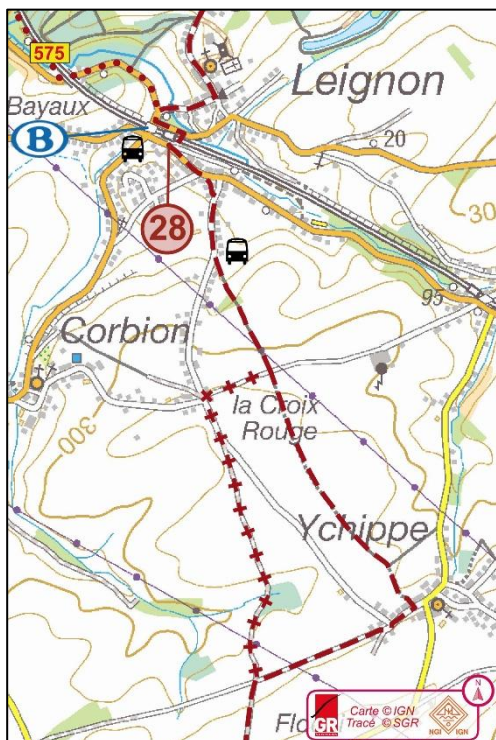 575
Leignon
Bayaux
B
20
28
30
95
Corbion
la Croix
Rouge
300
Ychippe
N
GR
Carte © IGN
Tracé © SGR
NGI IGN